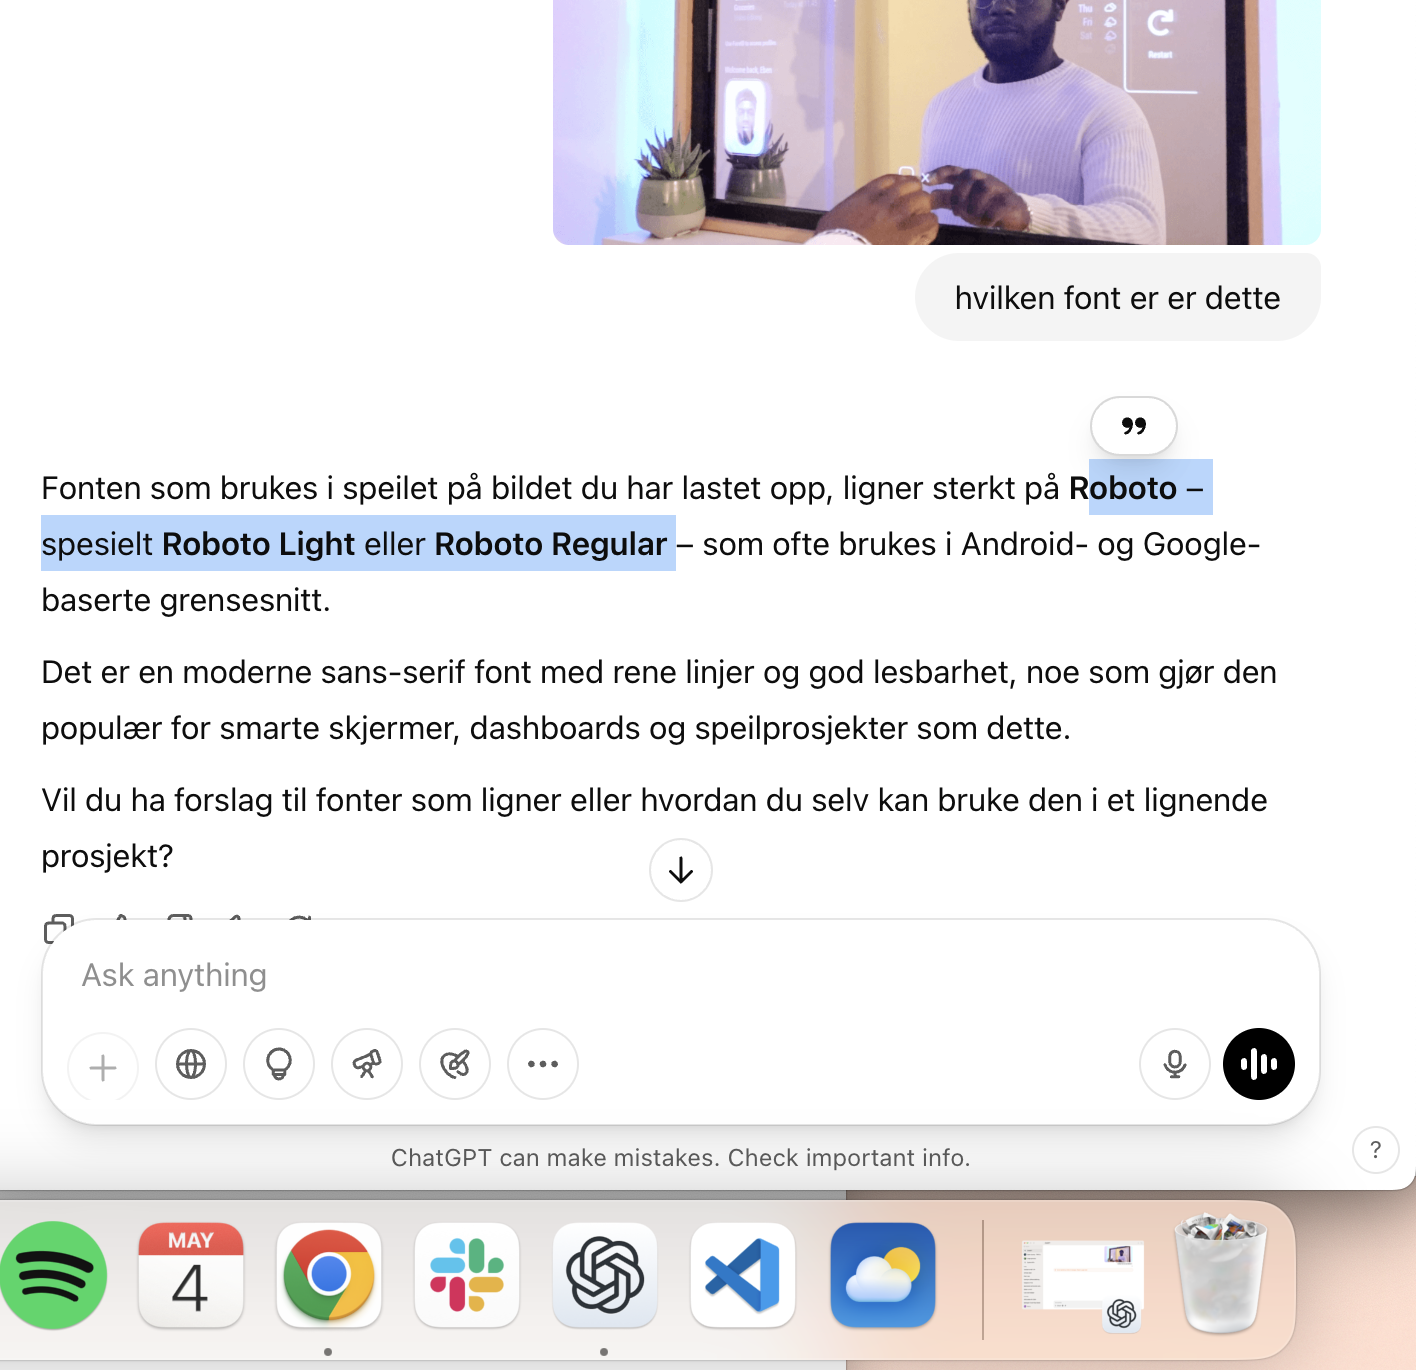 Thu
Fri
Sat
Restart
hvilken font er er dette
Fonten som brukes i speilet på bildet du har lastet opp, ligner sterkt på Roboto –
spesielt Roboto Light eller Roboto Regular – som ofte brukes i Android- og Google-
baserte grensesnitt.
Det er en moderne sans-serif font med rene linjer og god lesbarhet, noe som gjør den
populær for smarte skjermer, dashboards og speilprosjekter som dette.
Vil du ha forslag til fonter som ligner eller hvordan du selv kan bruke den i et lignende
prosjekt?
Ask anything
ChatGPT can make mistakes. Check important info.
?
MAY
4